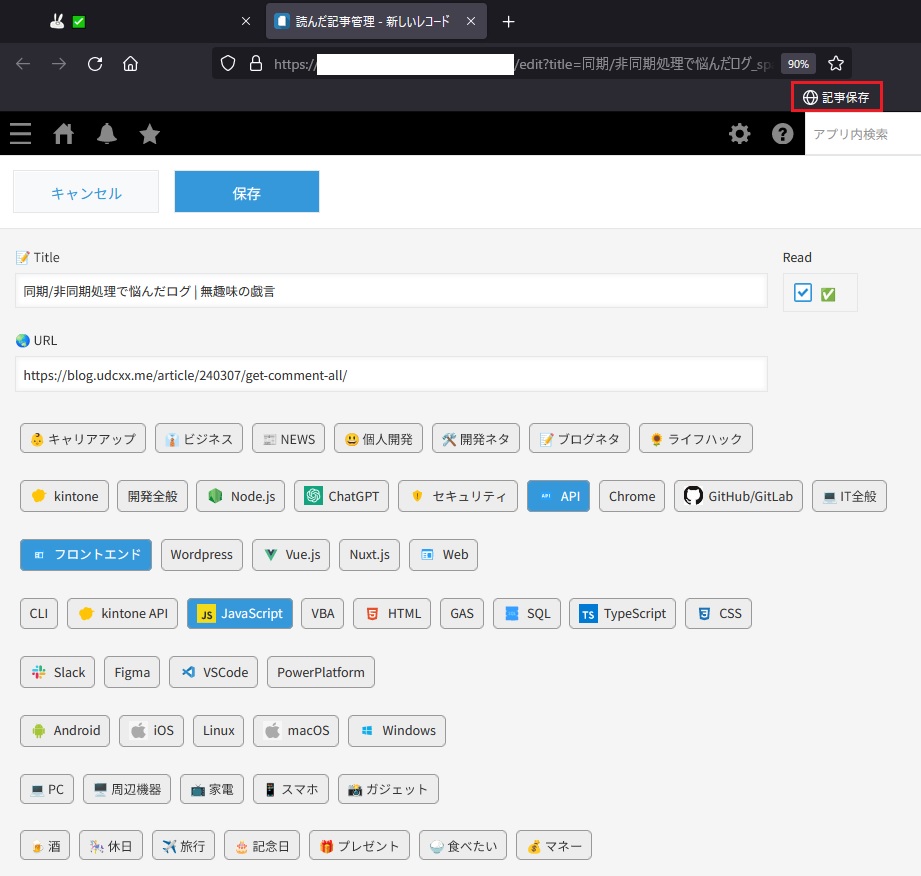 読んだ記事管理 - 新しいレコード
https://
/edit?title=同期/非同期処理で悩んだログ_sp
90%
記事保存
アプリ内検索
キャンセル 保存
Title Read
同期/非同期処理で悩んだログ | 無趣味の戯言
URL
https://blog.udcxx.me/article/240307/get-comment-all/
キャリアアップ ビジネス NEWS 個人開発 開発ネタ ブログネタ ライフハック
kintone 開発全般 Node.js ChatGPT セキュリティ API API Chrome GitHub/GitLab IT全般
フロントエンド Wordpress Vue.js Nuxt.js Web
CLI kintone API JS JavaScript VBA HTML GAS SQL TS TypeScript CSS
Slack Figma VSCode PowerPlatform
Android iOS Linux macOS Windows
PC 周辺機器 家電 スマホ ガジェット
酒 休日 旅行 記念日 プレゼント 食べたい マネー